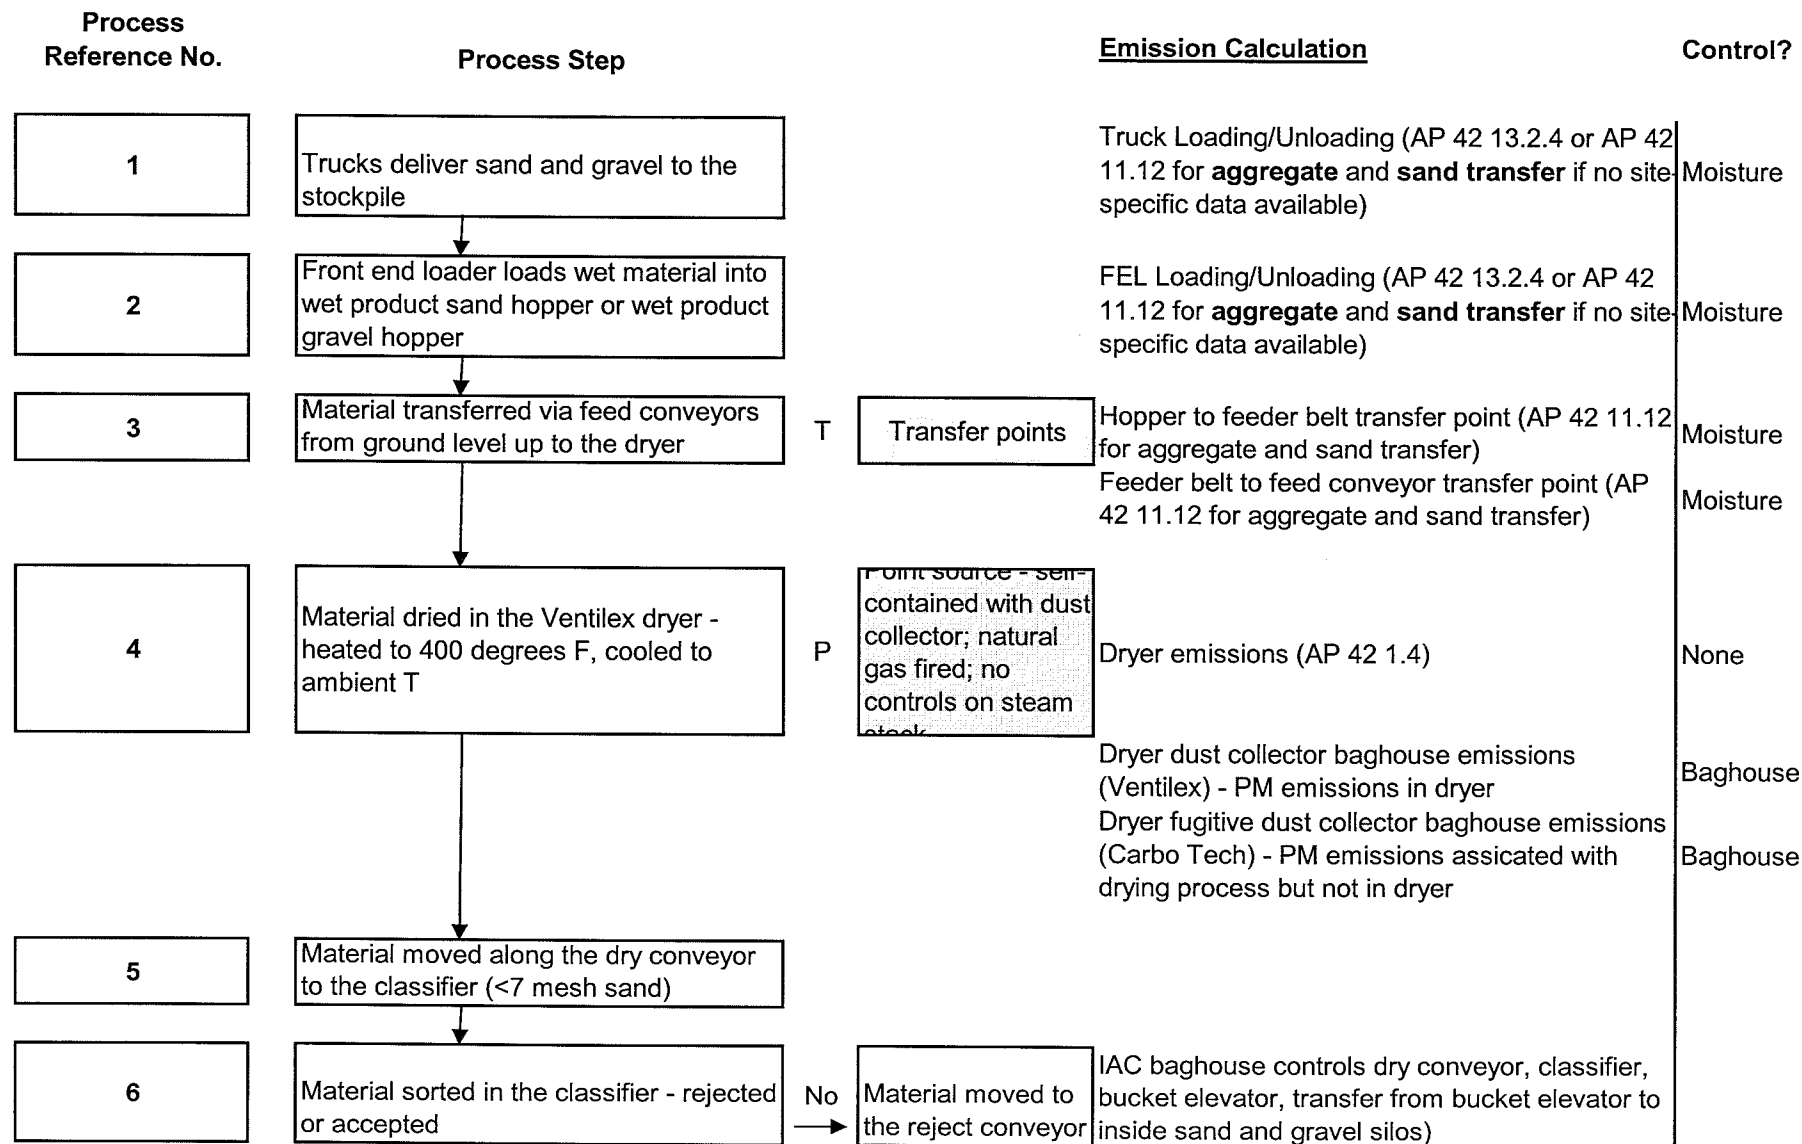 Process
Reference No.
Process Step
Emission Calculation
Control?
1
Trucks deliver sand and gravel to the
stockpile
Truck Loading/Unloading (AP 42 13.2.4 or AP 42
11.12 for aggregate and sand transfer if no site-
specific data available)
Moisture
2
Front end loader loads wet material into
wet product sand hopper or wet product
gravel hopper
FEL Loading/Unloading (AP 42 13.2.4 or AP 42
11.12 for aggregate and sand transfer if no site-
specific data available)
Moisture
3
Material transferred via feed conveyors
from ground level up to the dryer
T
Transfer points
Hopper to feeder belt transfer point (AP 42 11.12
for aggregate and sand transfer)
Moisture
Feeder belt to feed conveyor transfer point (AP
42 11.12 for aggregate and sand transfer)
Moisture
4
Material dried in the Ventilex dryer -
heated to 400 degrees F, cooled to
ambient T
P
Point source - self-
contained with dust
collector; natural
gas fired; no
controls on steam
stack
Dryer emissions (AP 42 1.4)
None
Dryer dust collector baghouse emissions
(Ventilex) - PM emissions in dryer
Baghouse
Dryer fugitive dust collector baghouse emissions
(Carbo Tech) - PM emissions assicated with
drying process but not in dryer
Baghouse
5
Material moved along the dry conveyor
to the classifier (<7 mesh sand)
6
Material sorted in the classifier - rejected
or accepted
No
Material moved to
the reject conveyor
IAC baghouse controls dry conveyor, classifier,
bucket elevator, transfer from bucket elevator to
inside sand and gravel silos)